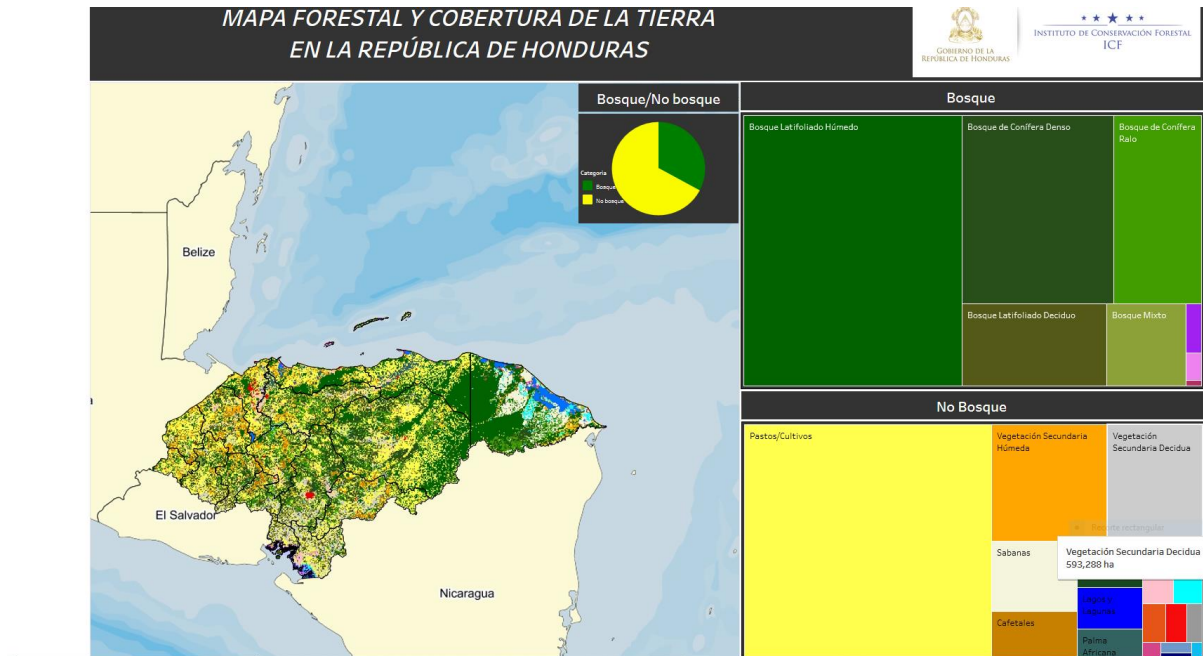 MAPA FORESTAL Y COBERTURA DE LA TIERRA
EN LA REPÚBLICA DE HONDURAS
GOBIERNO DE LA
REPÚBLICA DE HONDURAS
INSTITUTO DE CONSERVACIÓN FORESTAL
ICF
Bosque/No bosque
Categoria
Bosque
No bosque
Belize
El Salvador
Nicaragua
Bosque
Bosque Latifoliado Húmedo
Bosque de Conífera Denso
Bosque de Conífera
Ralo
Bosque Latifoliado Deciduo
Bosque Mixto
No Bosque
Pastos/Cultivos
Vegetación Secundaria
Húmeda
Vegetación
Secundaria Decidua
Recorte rectangular
Sabanas
Vegetación Secundaria Decidua
593,288 ha
Cafetales
Palma
Africana